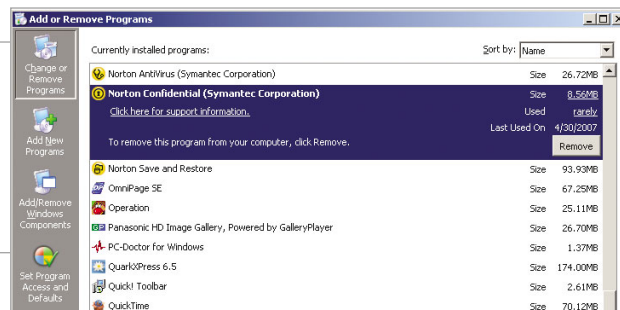 Add or Remove Programs
Change or
Remove
Programs
Add New
Programs
Add/Remove
Windows
Components
Set Program
Access and
Defaults
Currently installed programs:
Sort by: Name
Norton AntiVirus (Symantec Corporation) Size 26.72MB
Norton Confidential (Symantec Corporation) Size 8.56MB
Click here for support information. Used rarely
Last Used On 4/30/2007
To remove this program from your computer, click Remove. Remove
Norton Save and Restore Size 93.93MB
OmniPage SE Size 67.25MB
Operation Size 25.11MB
Panasonic HD Image Gallery, Powered by GalleryPlayer Size 26.70MB
PC-Doctor for Windows Size 1.37MB
QuarkXPress 6.5 Size 174.00MB
Quick! Toolbar Size 2.61MB
QuickTime Size 70.12MB